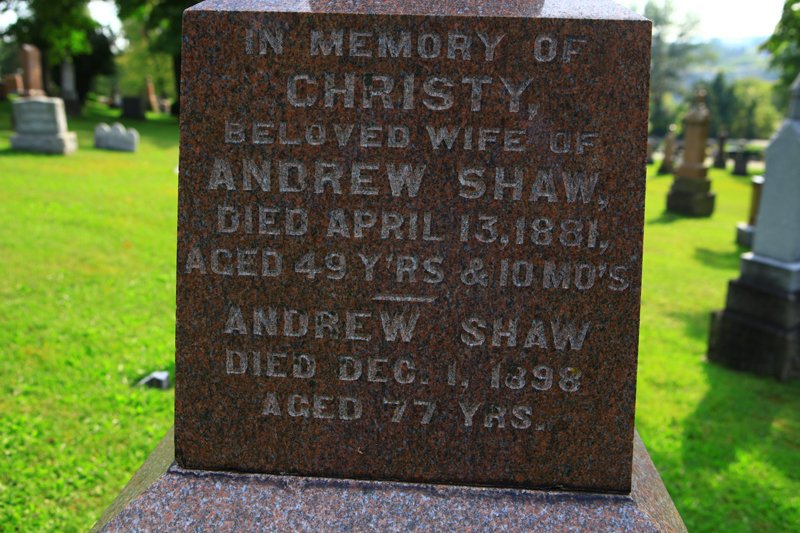 IN MEMORY OF
CHRISTY,
BELOVED WIFE OF
ANDREW SHAW,
DIED APRIL 13, 1881,
AGED 49 Y'RS & 10 MO'S
ANDREW SHAW
DIED DEC. 1, 1898
AGED 77 YRS.